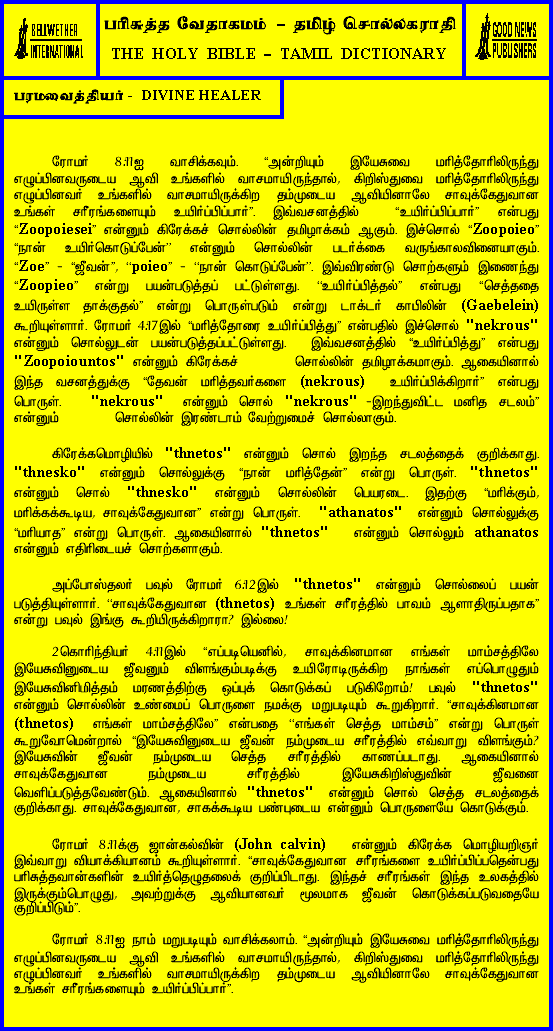 BELLWETHER
INTERNATIONAL
பரிசுத்த வேதாகமம் – தமிழ் சொல்லகராதி
THE HOLY BIBLE – TAMIL DICTIONARY
GOOD NEWS
PUBLISHERS
பரமவைத்தியர் - DIVINE HEALER
ரோமர் 8:11ஐ வாசிக்கவும். “அன்றியும் இயேசுவை மரித்தோரிலிருந்து
எழுப்பினவருடைய ஆவி உங்களில் வாசமாயிருந்தால், கிறிஸ்துவை மரித்தோரிலிருந்து
எழுப்பினவர் உங்களில் வாசமாயிருக்கிற தம்முடைய ஆவியினாலே சாவுக்கேதுவான
உங்கள் சரீரங்களையும் உயிர்ப்பிப்பார்”. இவ்வசனத்தில் “உயிர்ப்பிப்பார்” என்பது
“Zoopoiesei” என்னும் கிரேக்கச் சொல்லின் தமிழாக்கம் ஆகும். இச்சொல் “Zoopoieo”
“நான் உயிர்கொடுப்பேன்’’ என்னும் சொல்லின் படர்க்கை வருங்காலவினையாகும்.
“Zoe” - “ஜீவன்”, ‘‘poieo” - ‘‘நான் கொடுப்பேன்”. இவ்விரண்டு சொற்களும் இணைந்து
“Zoopieo” என்று பயன்படுத்தப் பட்டுள்ளது. ‘‘உயிர்ப்பித்தல்” என்பது “செத்ததை
உயிருள்ள தாக்குதல்” என்று பொருள்படும் என்று டாக்டர் காபிலின் (Gaebelein)
கூறியுள்ளார். ரோமர் 4:17இல் “மரித்தோரை உயிர்ப்பித்து” என்பதில் இச்சொல் "nekrous"
என்னும் சொல்லுடன் பயன்படுத்தப்பட்டுள்ளது. இவ்வசனத்தில் “உயிர்ப்பித்து” என்பது
"Zoopoiountos" என்னும் கிரேக்கச் சொல்லின் தமிழாக்கமாகும். ஆகையினால்
இந்த வசனத்துக்கு “தேவன் மரித்தவர்களை (nekrous) உயிர்ப்பிக்கிறார்” என்பது
பொருள். "nekrous" என்னும் சொல் "nekrous" -இறந்துவிட்ட மனித சடலம்”
என்னும் சொல்லின் இரண்டாம் வேற்றுமைச் சொல்லாகும்.
கிரேக்கமொழியில் "thnetos" என்னும் சொல் இறந்த சடலத்தைக் குறிக்காது.
"thnesko" என்னும் சொல்லுக்கு “நான் மரித்தேன்” என்று பொருள். "thnetos"
என்னும் சொல் "thnesko" என்னும் சொல்லின் பெயரடை. இதற்கு “மரிக்கும்,
மரிக்கக்கூடிய, சாவுக்கேதுவான” என்று பொருள். "athanatos" என்னும் சொல்லுக்கு
“மரியாத” என்று பொருள். ஆகையினால் "thnetos" என்னும் சொல்லும் athanatos
என்னும் எதிரிடையச் சொற்களாகும்.
அப்போஸ்தலர் பவுல் ரோமர் 6:12இல் "thnetos" என்னும் சொல்லைப் பயன்
படுத்தியுள்ளார். ‘‘சாவுக்கேதுவான (thnetos) உங்கள் சரீரத்தில் பாவம் ஆளாதிருப்பதாக”
என்று பவுல் இங்கு கூறியிருக்கிறாரா? இல்லை!
2கொரிந்தியர் 4:11இல் “எப்படியெனில், சாவுக்கினமான எங்கள் மாம்சத்திலே
இயேசுவினுடைய ஜீவனும் விளங்கும்படிக்கு உயிரோடிருக்கிற நாங்கள் எப்பொழுதும்
இயேசுவினிமித்தம் மரணத்திற்கு ஒப்புக் கொடுக்கப் படுகிறோம்! பவுல் "thnetos"
என்னும் சொல்லின் உண்மைப் பொருளை நமக்கு மறுபடியும் கூறுகிறார். “சாவுக்கினமான
(thnetos) எங்கள் மாம்சத்திலே” என்பதை ‘‘எங்கள் செத்த மாம்சம்” என்று பொருள்
கூறுவோமென்றால் “இயேசுவினுடைய ஜீவன் நம்முடைய சரீரத்தில் எவ்வாறு விளங்கும்?
இயேசுவின் ஜீவன் நம்முடைய செத்த சரீரத்தில் காணப்படாது. ஆகையினால்
சாவுக்கேதுவான நம்முடைய சரீரத்தில் இயேசுகிறிஸ்துவின் ஜீவனை
வெளிப்படுத்தவேண்டும். ஆகையினால் "thnetos" என்னும் சொல் செத்த சடலத்தைக்
குறிக்காது. சாவுக்கேதுவான, சாகக்கூடிய பண்புடைய என்னும் பொருளையே கொடுக்கும்.
ரோமர் 8:11க்கு ஜான்கல்வின் (John calvin) என்னும் கிரேக்க மொழியறிஞர்
இவ்வாறு வியாக்கியானம் கூறியுள்ளார். “சாவுக்கேதுவான சரீரங்களை உயிர்ப்பிப்பதென்பது
பரிசுத்தவான்களின் உயிர்த்தெழுதலைக் குறிப்பிடாது. இந்தச் சரீரங்கள் இந்த உலகத்தில்
இருக்கும்பொழுது, அவற்றுக்கு ஆவியானவர் மூலமாக ஜீவன் கொடுக்கப்படுவதையே
குறிப்பிடும்”.
ரோமர் 8:11ஐ நாம் மறுபடியும் வாசிக்கலாம். “அன்றியும் இயேசுவை மரித்தோரிலிருந்து
எழுப்பினவருடைய ஆவி உங்களில் வாசமாயிருந்தால், கிறிஸ்துவை மரித்தோரிலிருந்து
எழுப்பினவர் உங்களில் வாசமாயிருக்கிற தம்முடைய ஆவியினாலே சாவுக்கேதுவான
உங்கள் சரீரங்களையும் உயிர்ப்பிப்பார்”.